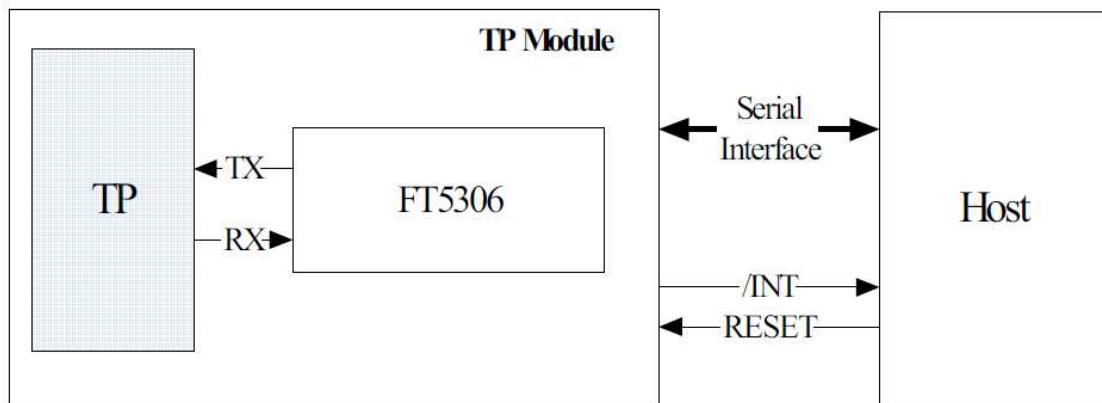 TP Module
TP
TX
RX
FT5306
Serial
Interface
/INT
RESET
Host